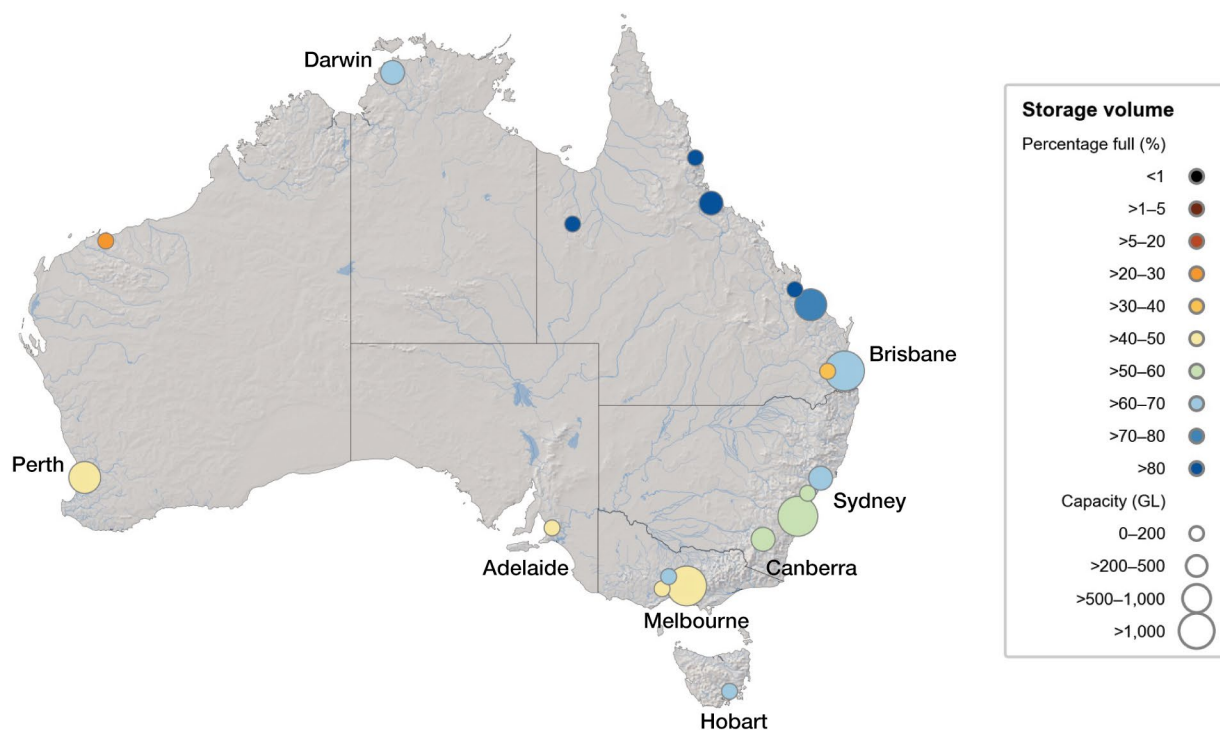 Darwin
Brisbane
Perth
Sydney
Adelaide
Canberra
Melbourne
Hobart
Storage volume
Percentage full (%)
<1
>1–5
>5–20
>20–30
>30–40
>40–50
>50–60
>60–70
>70–80
>80
Capacity (GL)
0–200
>200–500
>500–1,000
>1,000